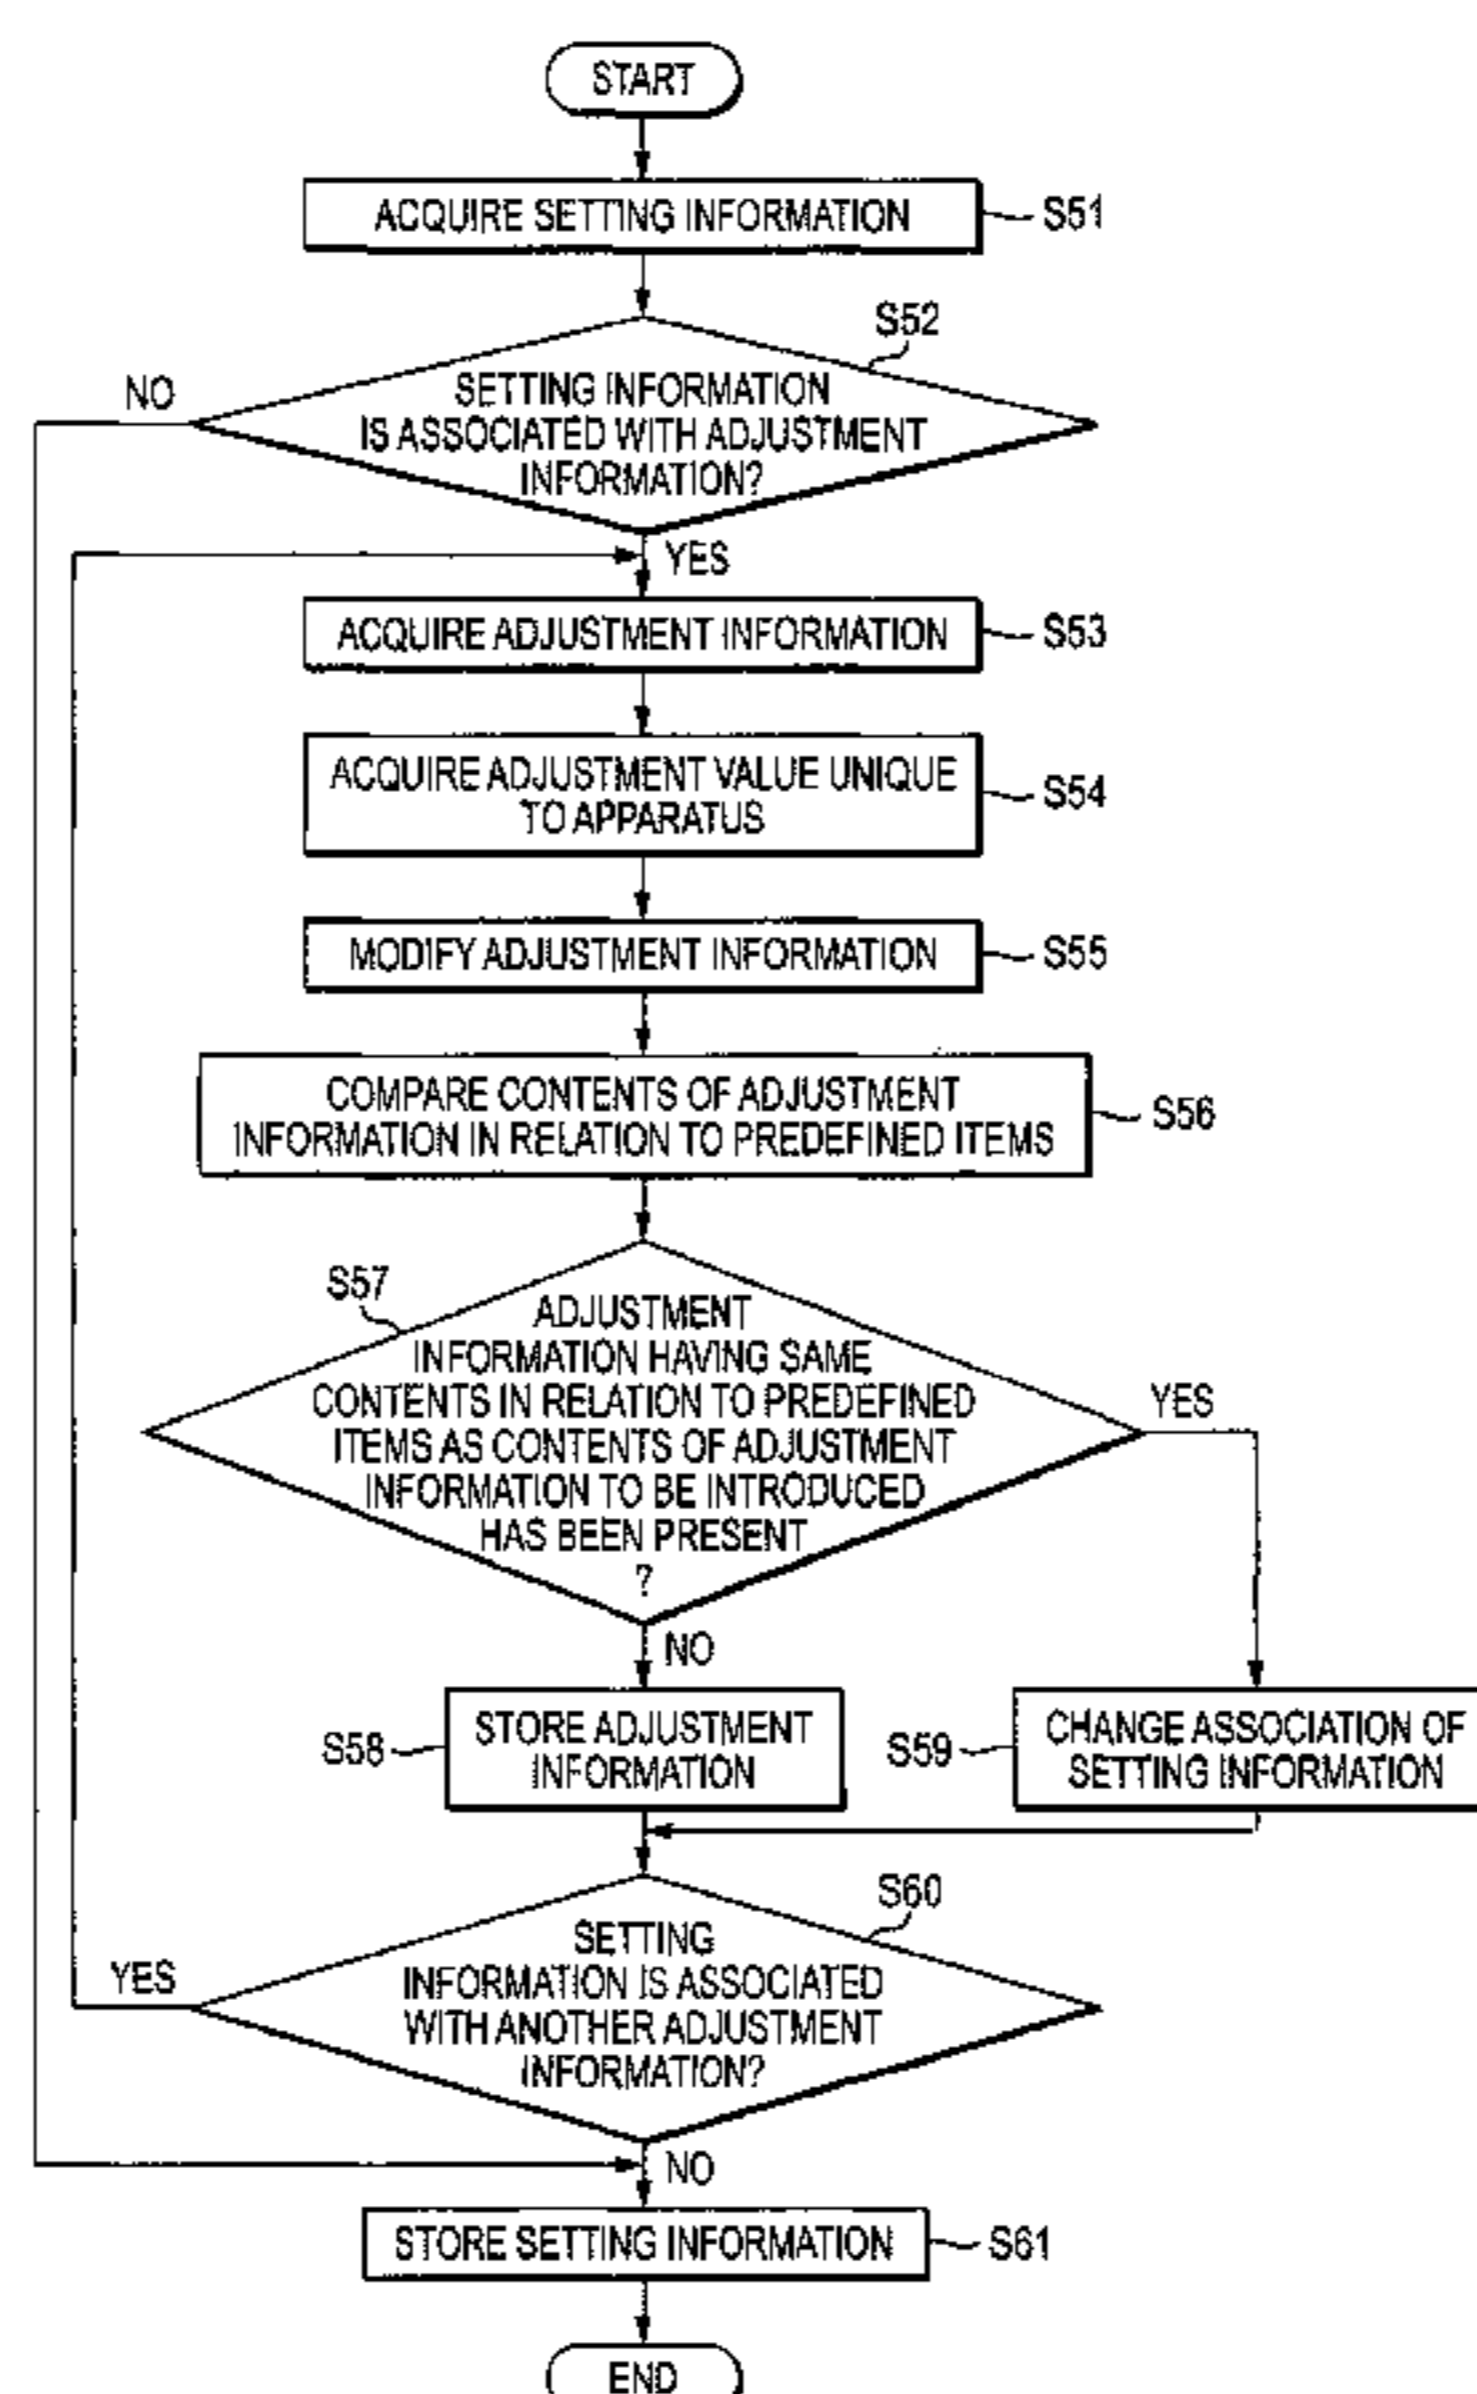 START
ACQUIRE SETTING INFORMATION
S51
S52
NO
SETTING INFORMATION
IS ASSOCIATED WITH ADJUSTMENT
INFORMATION?
YES
ACQUIRE ADJUSTMENT INFORMATION
S53
ACQUIRE ADJUSTMENT VALUE UNIQUE
TO APPARATUS
S54
MODIFY ADJUSTMENT INFORMATION
S55
COMPARE CONTENTS OF ADJUSTMENT
INFORMATION IN RELATION TO PREDEFINED ITEMS
S56
S57
ADJUSTMENT
INFORMATION HAVING SAME
CONTENTS IN RELATION TO PREDEFINED
ITEMS AS CONTENTS OF ADJUSTMENT
INFORMATION TO BE INTRODUCED
HAS BEEN PRESENT
?
YES
NO
S58
STORE ADJUSTMENT
INFORMATION
S59
CHANGE ASSOCIATION OF
SETTING INFORMATION
S60
YES
SETTING
INFORMATION IS ASSOCIATED
WITH ANOTHER ADJUSTMENT
INFORMATION?
NO
STORE SETTING INFORMATION
S61
END